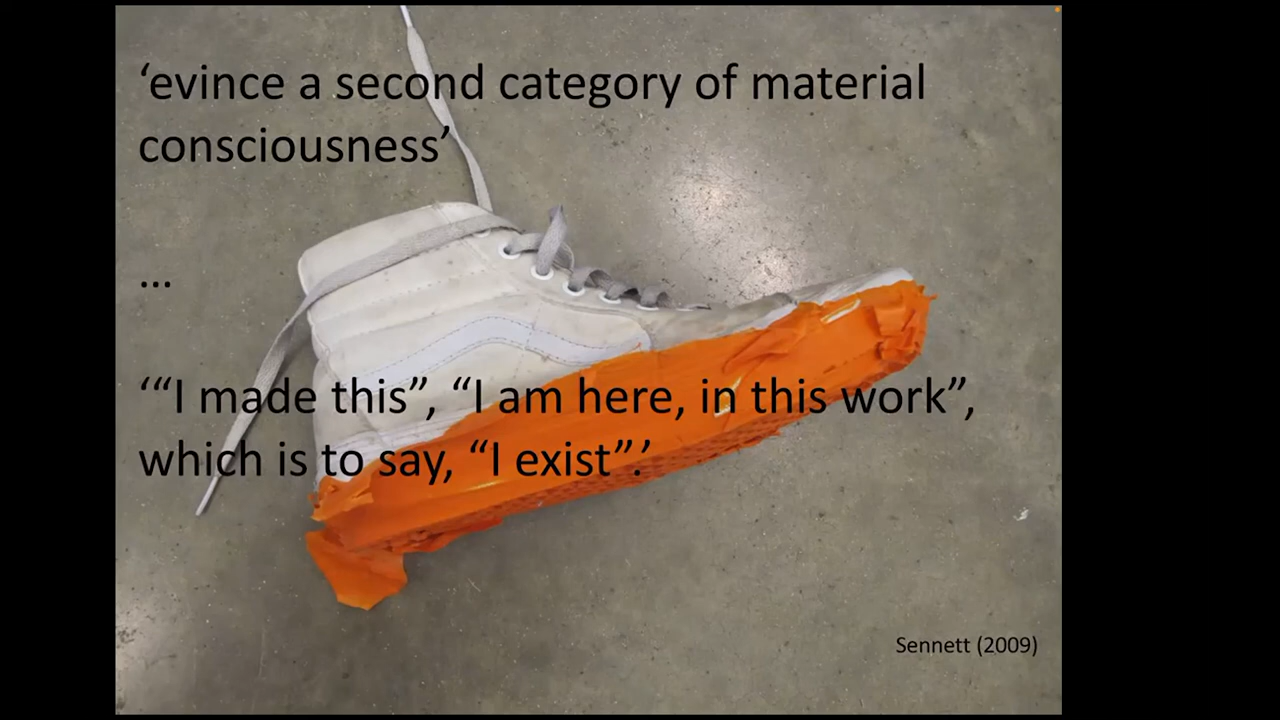 ‘evince a second category of material
consciousness’
…
‘“I made this”, “I am here, in this work”,
which is to say, “I exist”.’
Sennett (2009)